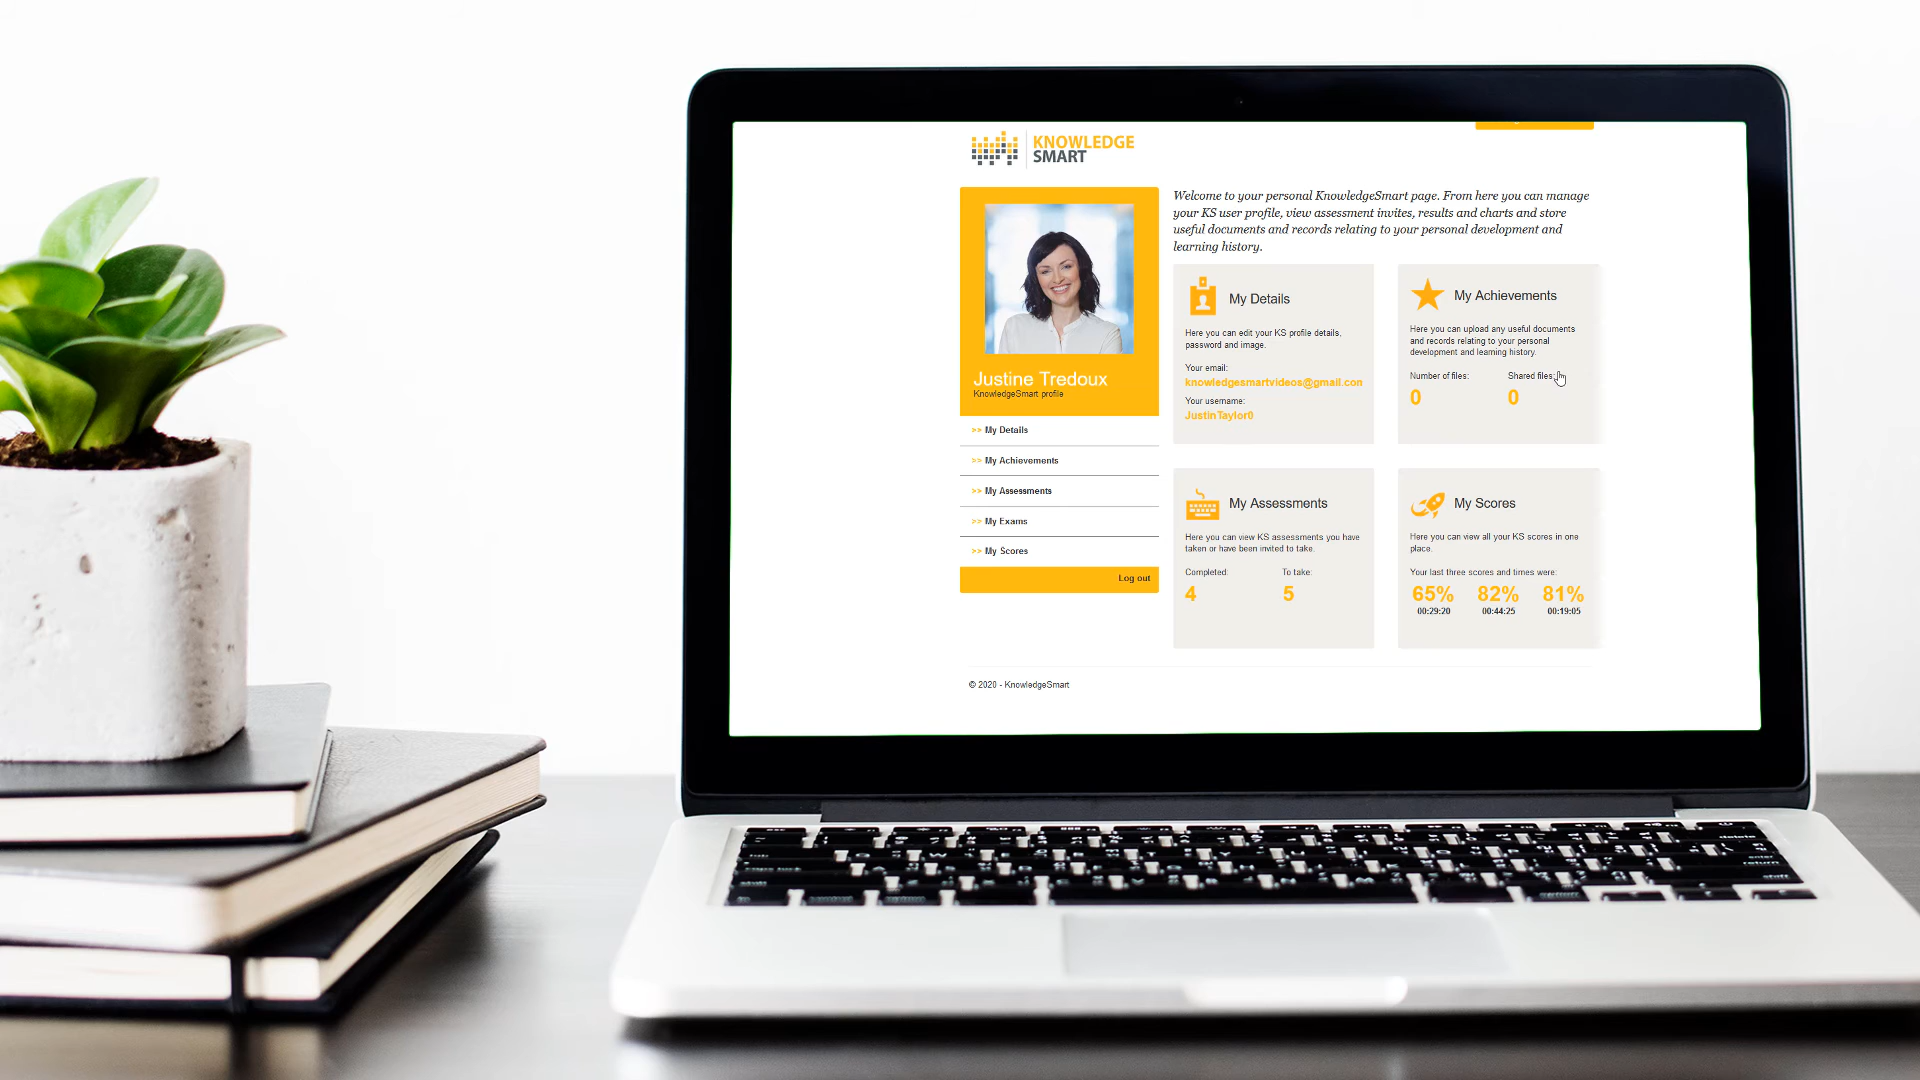 KNOWLEDGE
SMART
Justine Tredoux
KnowledgeSmart profile
>> My Details
>> My Achievements
>> My Assessments
>> My Exams
>> My Scores
Log out
Welcome to your personal KnowledgeSmart page. From here you can manage
your KS user profile, view assessment invites, results and charts and store
useful documents and records relating to your personal development and
learning history.
My Details
Here you can edit your KS profile details,
password and image.
Your email:
knowledgesmartvideos@gmail.con
Your username:
JustinTaylor0
My Achievements
Here you can upload any useful documents
and records relating to your personal
development and learning history.
Number of files: Shared files:
0 0
My Assessments
Here you can view KS assessments you have
taken or have been invited to take.
Completed: To take:
4 5
My Scores
Here you can view all your KS scores in one
place.
Your last three scores and times were:
65% 82% 81%
00:29:20 00:44:25 00:19:05
© 2020 - KnowledgeSmart